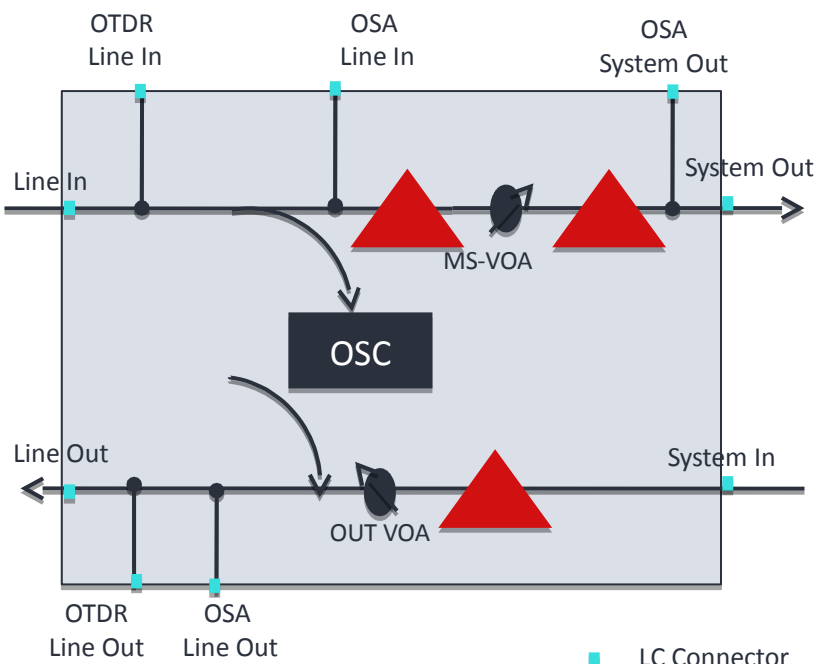 OTDR
Line In
OSA
Line In
OSA
System Out
Line In
System Out
MS-VOA
OSC
Line Out
System In
OUT VOA
OTDR
Line Out
OSA
Line Out
LC Connector